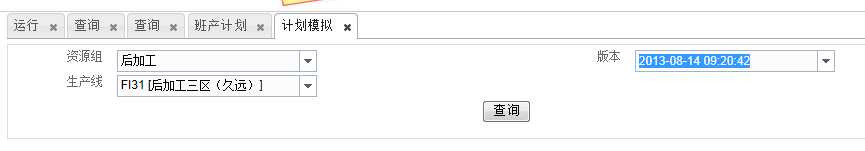 运行 查询 查询 班产计划 计划模拟
资源组 后加工 版本 2013-08-14 09:20:42
生产线 FI31 [后加工三区（久远）]
查询